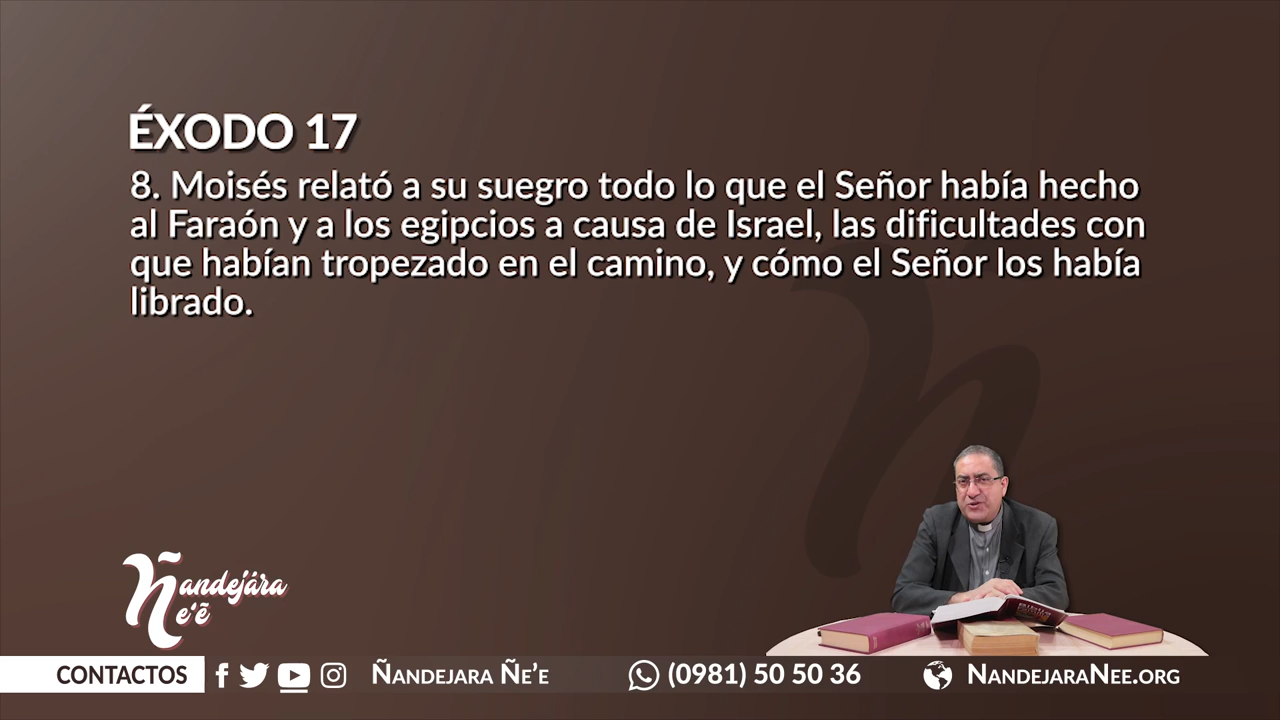 ÉXODO 17
8. Moisés relató a su suegro todo lo que el Señor había hecho
al Faraón y a los egipcios a causa de Israel, las dificultades con
que habían tropezado en el camino, y cómo el Señor los había
librado.
Ñandejára
Ñe'ẽ
CONTACTOS ÑANDEJARA ÑE'E (0981) 50 50 36 NANDEJARANEE.ORG